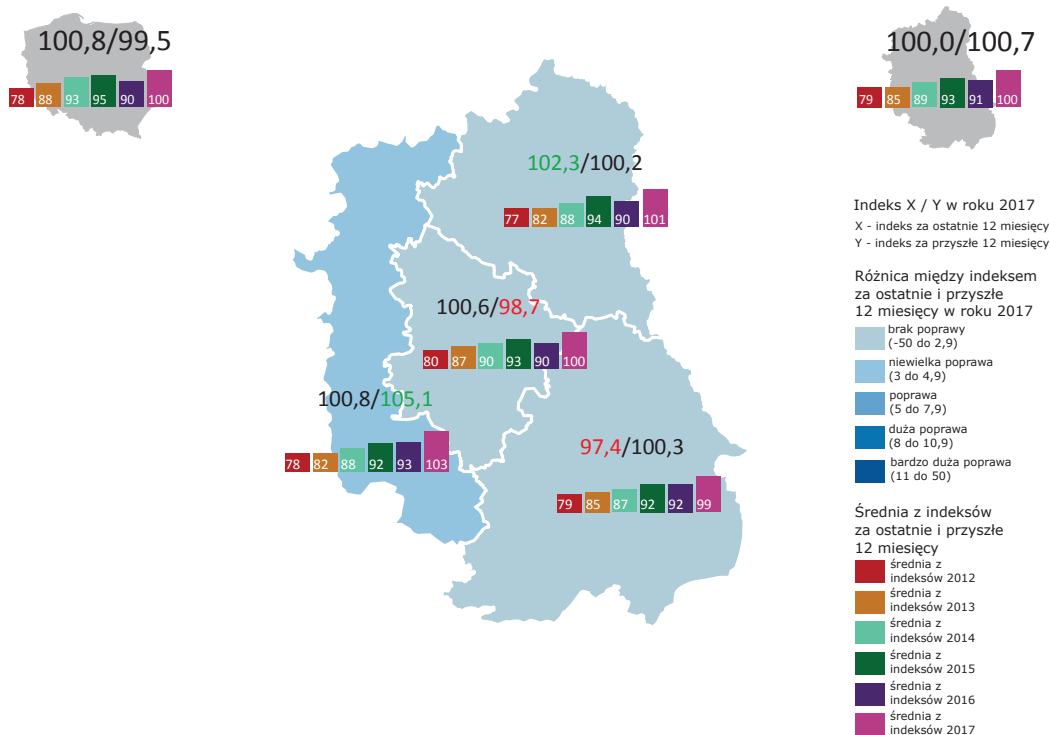 100,8/99,5
78 88 93 95 90 100
100,0/100,7
79 85 89 93 91 100
102,3/100,2
77 82 88 94 90 101
100,6/98,7
80 87 90 93 90 100
100,8/105,1
78 82 88 92 93 103
97,4/100,3
79 85 87 92 92 99
Indeks X / Y w roku 2017
X - indeks za ostatnie 12 miesięcy
Y - indeks za przyszłe 12 miesięcy
Różnica między indeksem
za ostatnie i przyszłe
12 miesięcy w roku 2017
brak poprawy
(-50 do 2,9)
niewielka poprawa
(3 do 4,9)
poprawa
(5 do 7,9)
duża poprawa
(8 do 10,9)
bardzo duża poprawa
(11 do 50)
Średnia z indeksów
za ostatnie i przyszłe
12 miesięcy
średnia z
indeksów 2012
średnia z
indeksów 2013
średnia z
indeksów 2014
średnia z
indeksów 2015
średnia z
indeksów 2016
średnia z
indeksów 2017